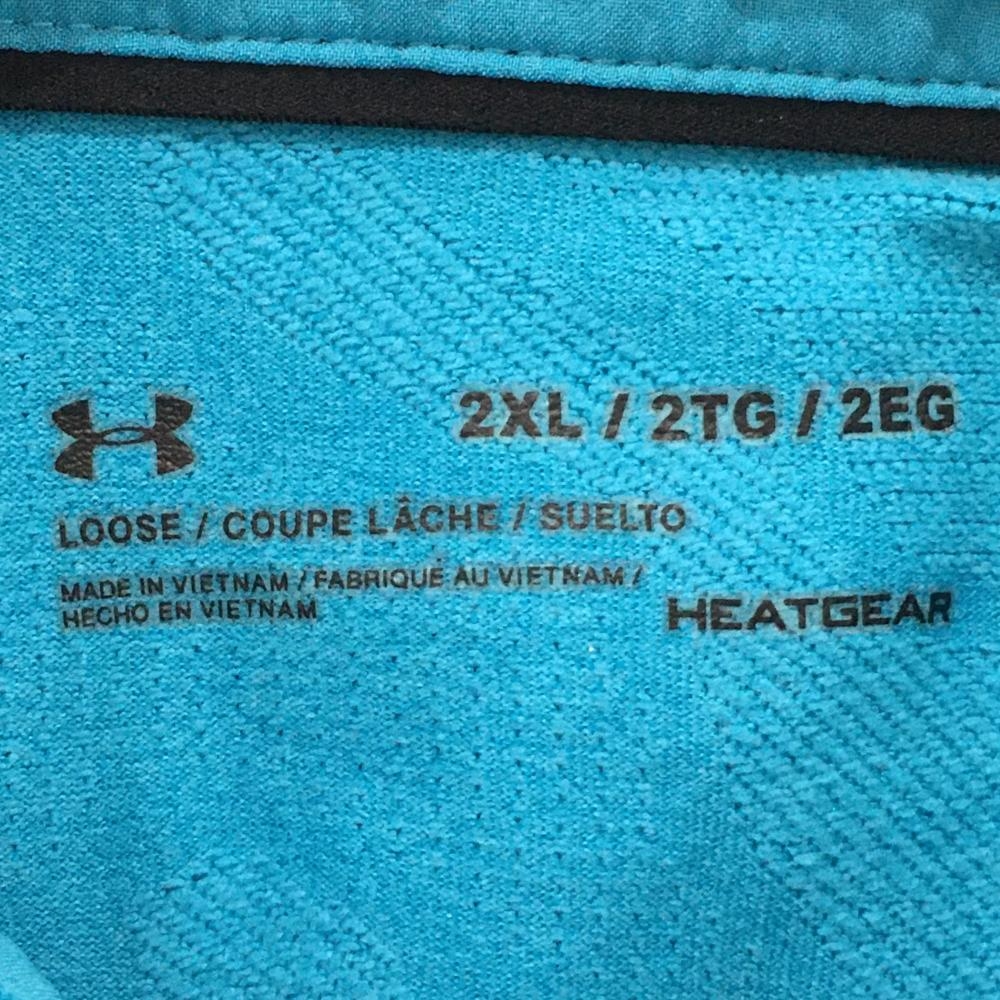 2XL / 2TG / 2EG
LOOSE / COUPE LÂCHE / SUELTO
MADE IN VIETNAM / FABRIQUÉ AU VIETNAM /
HECHO EN VIETNAM
HEATGEAR